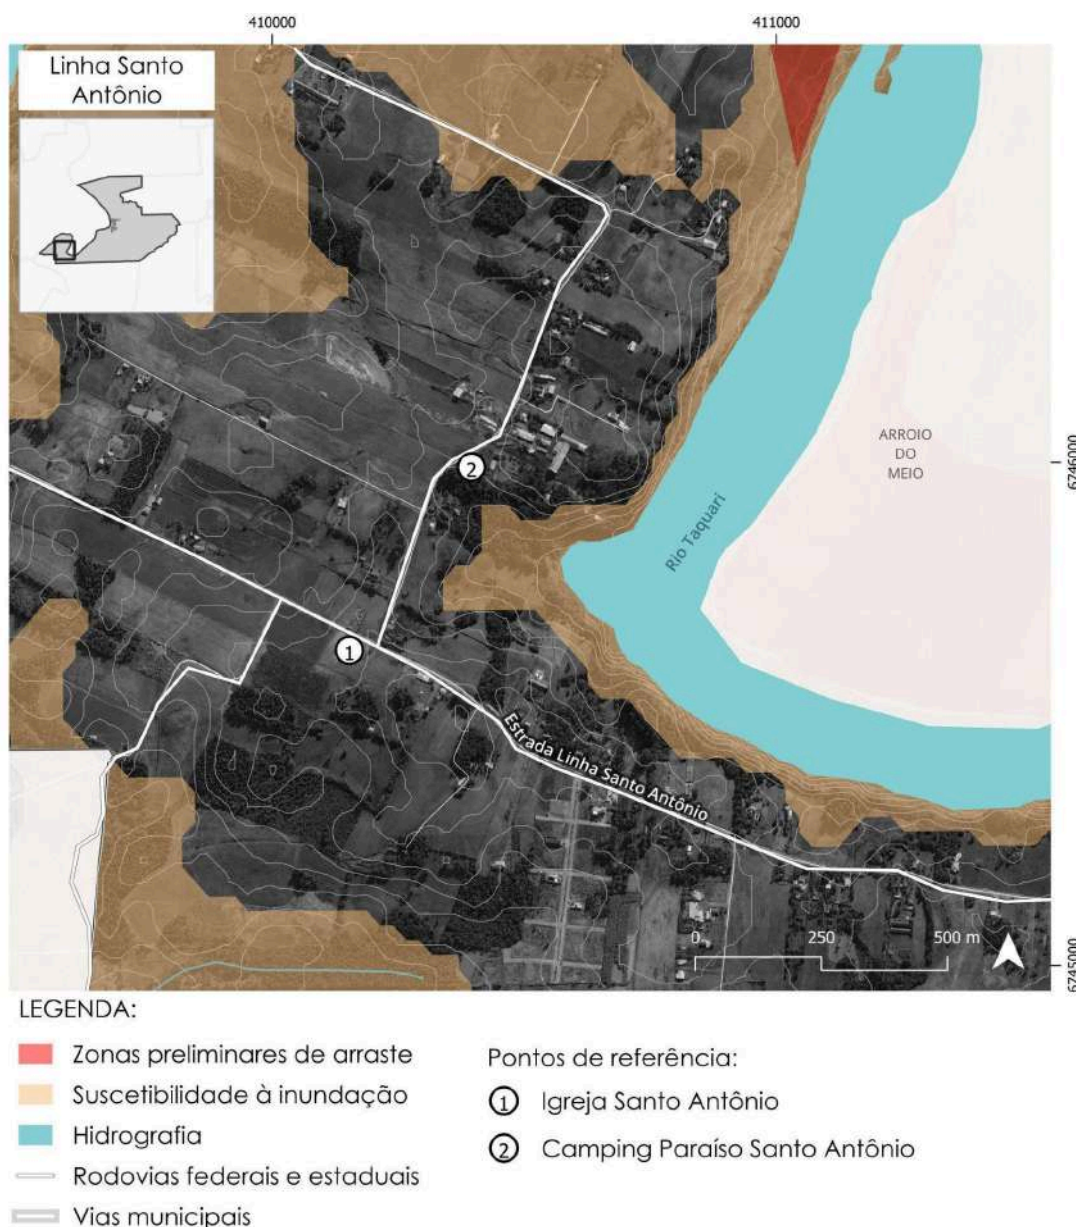 410000
411000
Linha Santo
Antônio
ARROIO
DO
MEIO
6746000
Rio Taquari
1
2
Estrada Linha Santo Antônio
0
250
500 m
6745000
LEGENDA:
Zonas preliminares de arraste
Suscetibilidade à inundação
Hidrografia
Rodovias federais e estaduais
Vias municipais
Pontos de referência:
1 Igreja Santo Antônio
2 Camping Paraíso Santo Antônio